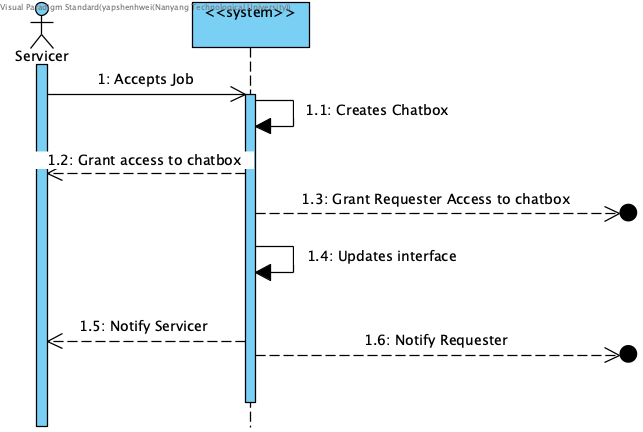 Visual Paradigm Standard(yapshenhwei(Nanyang Technological University))
<<system>>
Servicer
1: Accepts Job
1.1: Creates Chatbox
1.2: Grant access to chatbox
1.3: Grant Requester Access to chatbox
1.4: Updates interface
1.5: Notify Servicer
1.6: Notify Requester